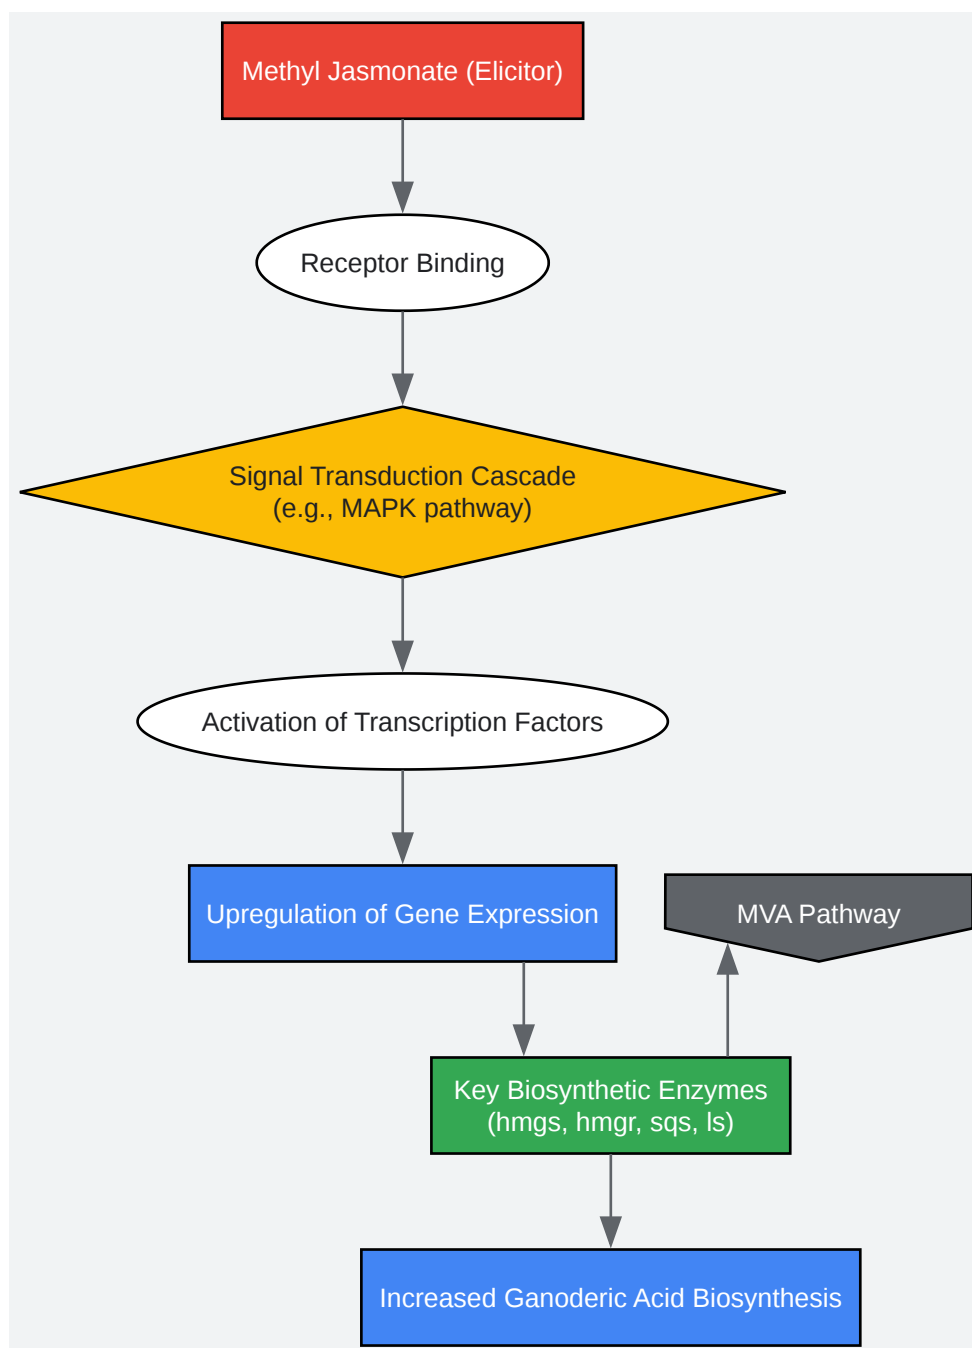 Methyl Jasmonate (Elicitor)
Receptor Binding
Signal Transduction Cascade
(e.g., MAPK pathway)
Activation of Transcription Factors
Upregulation of Gene Expression
MVA Pathway
Key Biosynthetic Enzymes
(hmgs, hmgr, sqs, ls)
Increased Ganoderic Acid Biosynthesis